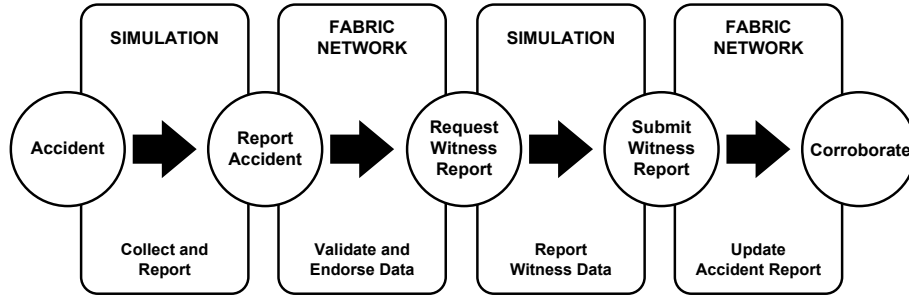 SIMULATION
FABRIC
NETWORK
SIMULATION
FABRIC
NETWORK
Accident
Report
Accident
Request
Witness
Report
Submit
Witness
Report
Corroborate
Collect and
Report
Validate and
Endorse Data
Report
Witness Data
Update
Accident Report